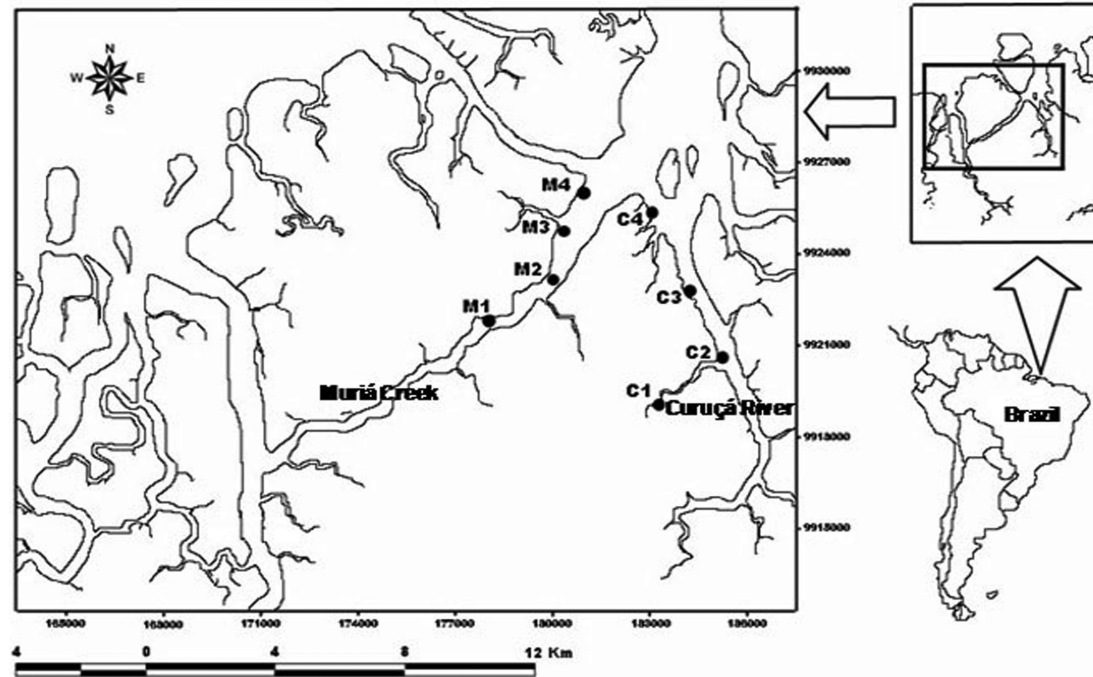 N
W E
S
9930000
9927000
9924000
9921000
9918000
9915000
M4
M3
C4
M2
C3
M1
C2
C1
Muriá Creek
Curuçá River
Brazil
165000 168000 171000 174000 177000 180000 183000 186000
4 0 4 8 12 Km